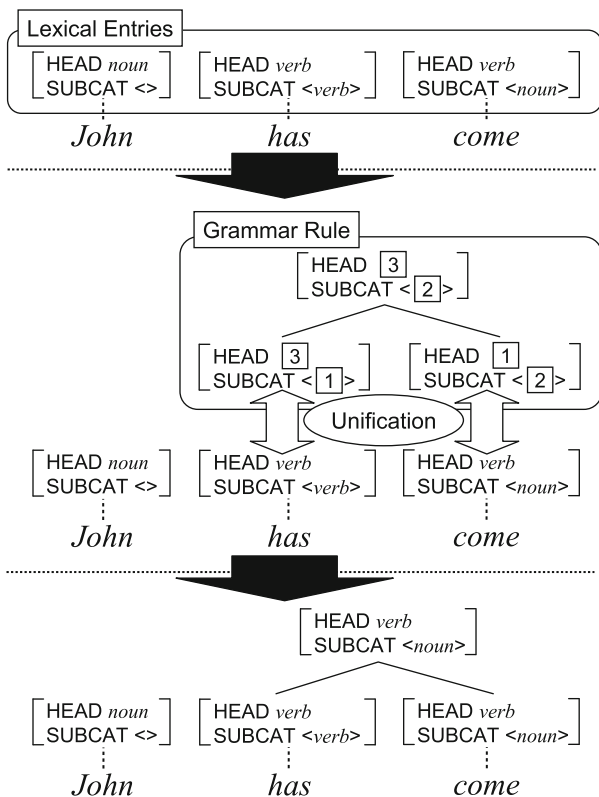 Lexical Entries
HEAD noun HEAD verb HEAD verb
SUBCAT <> SUBCAT <verb> SUBCAT <noun>
John has come
Grammar Rule
HEAD 3
SUBCAT < 2 >
HEAD 3 HEAD 1
SUBCAT < 1 > SUBCAT < 2 >
Unification
HEAD noun HEAD verb HEAD verb
SUBCAT <> SUBCAT <verb> SUBCAT <noun>
John has come
HEAD verb
SUBCAT <noun>
HEAD noun HEAD verb HEAD verb
SUBCAT <> SUBCAT <verb> SUBCAT <noun>
John has come